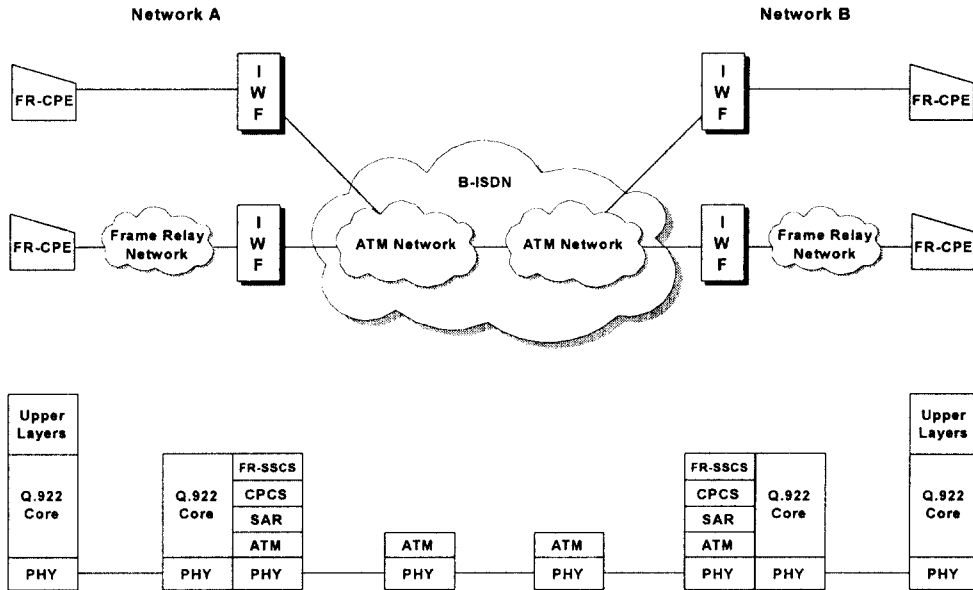 Network A
Network B
FR-CPE
I
W
F
I
W
F
FR-CPE
B-ISDN
FR-CPE
Frame Relay
Network
I
W
F
ATM Network
ATM Network
I
W
F
Frame Relay
Network
FR-CPE
Upper
Layers
Q.922
Core
PHY
Q.922
Core
PHY
FR-SSCS
CPCS
SAR
ATM
PHY
ATM
PHY
ATM
PHY
FR-SSCS
CPCS
SAR
ATM
PHY
Q.922
Core
PHY
Upper
Layers
Q.922
Core
PHY